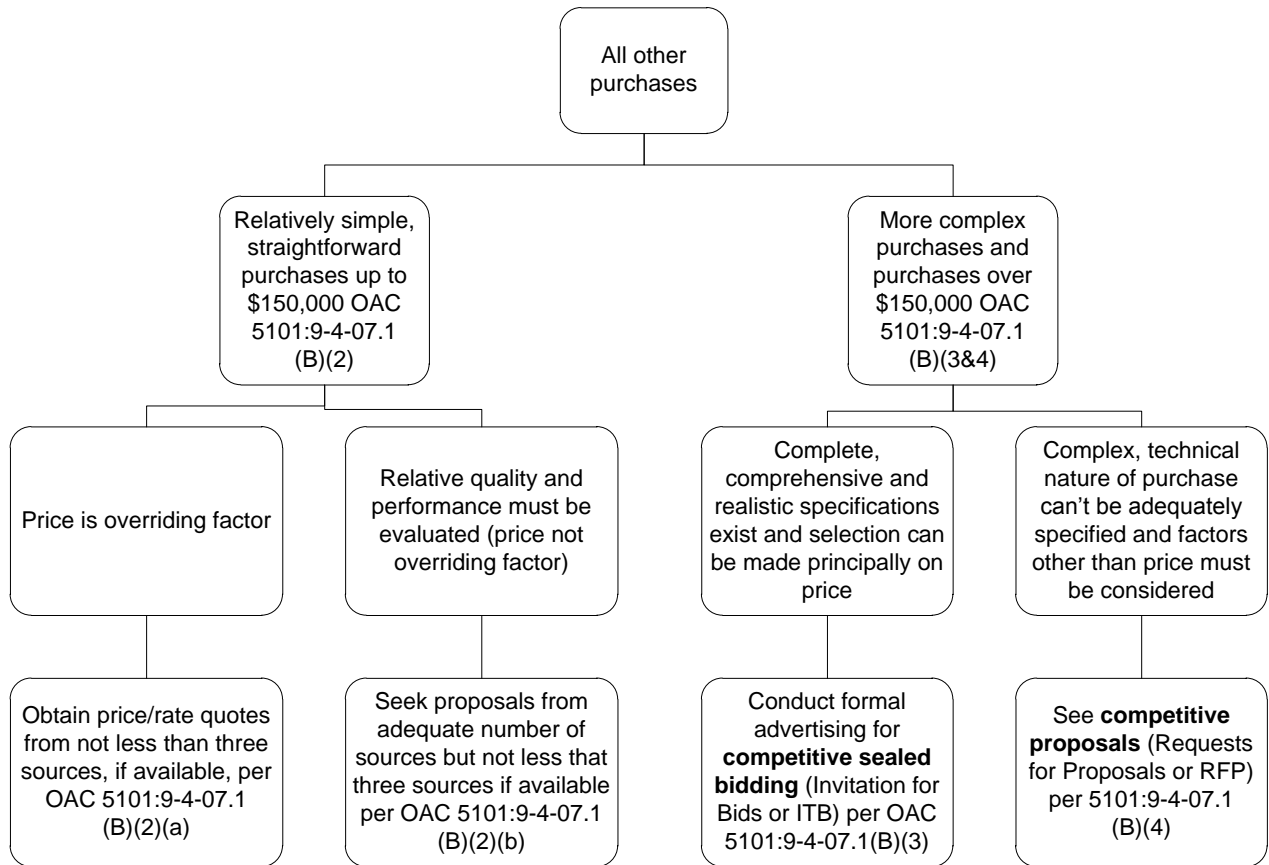 All other
purchases
Relatively simple,
straightforward
purchases up to
$150,000 OAC
5101:9-4-07.1
(B)(2)
More complex
purchases and
purchases over
$150,000 OAC
5101:9-4-07.1
(B)(3&4)
Price is overriding factor
Relative quality and
performance must be
evaluated (price not
overriding factor)
Complete,
comprehensive and
realistic specifications
exist and selection can
be made principally on
price
Complex, technical
nature of purchase
can’t be adequately
specified and factors
other than price must
be considered
Obtain price/rate quotes
from not less than three
sources, if available, per
OAC 5101:9-4-07.1
(B)(2)(a)
Seek proposals from
adequate number of
sources but not less that
three sources if available
per OAC 5101:9-4-07.1
(B)(2)(b)
Conduct formal
advertising for
competitive sealed
bidding (Invitation for
Bids or ITB) per OAC
5101:9-4-07.1(B)(3)
See competitive
proposals (Requests
for Proposals or RFP)
per 5101:9-4-07.1
(B)(4)